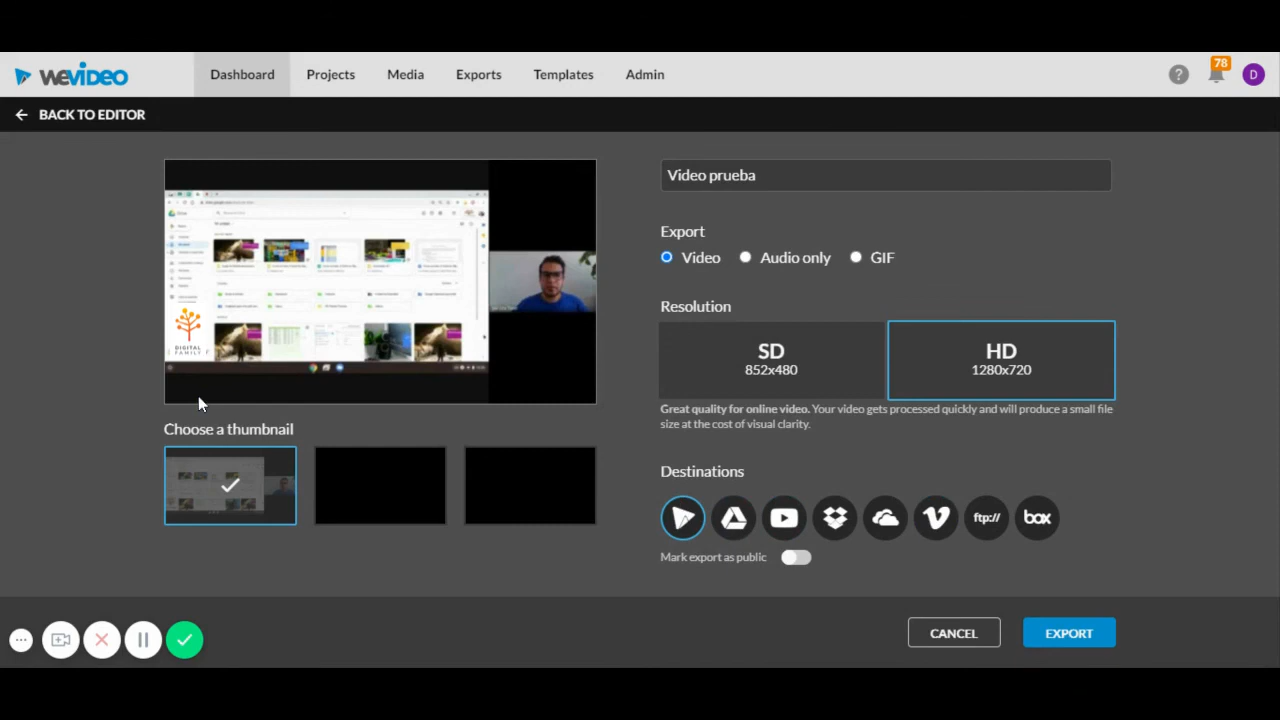 WEVIDEO
Dashboard
Projects
Media
Exports
Templates
Admin
?
78
D
BACK TO EDITOR
Video prueba
Export
Video
Audio only
GIF
Resolution
SD
852x480
HD
1280x720
Great quality for online video. Your video gets processed quickly and will produce a small file
size at the cost of visual clarity.
DIGITAL
FAMILY
Choose a thumbnail
Destinations
ftp://
box
Mark export as public
CANCEL
EXPORT